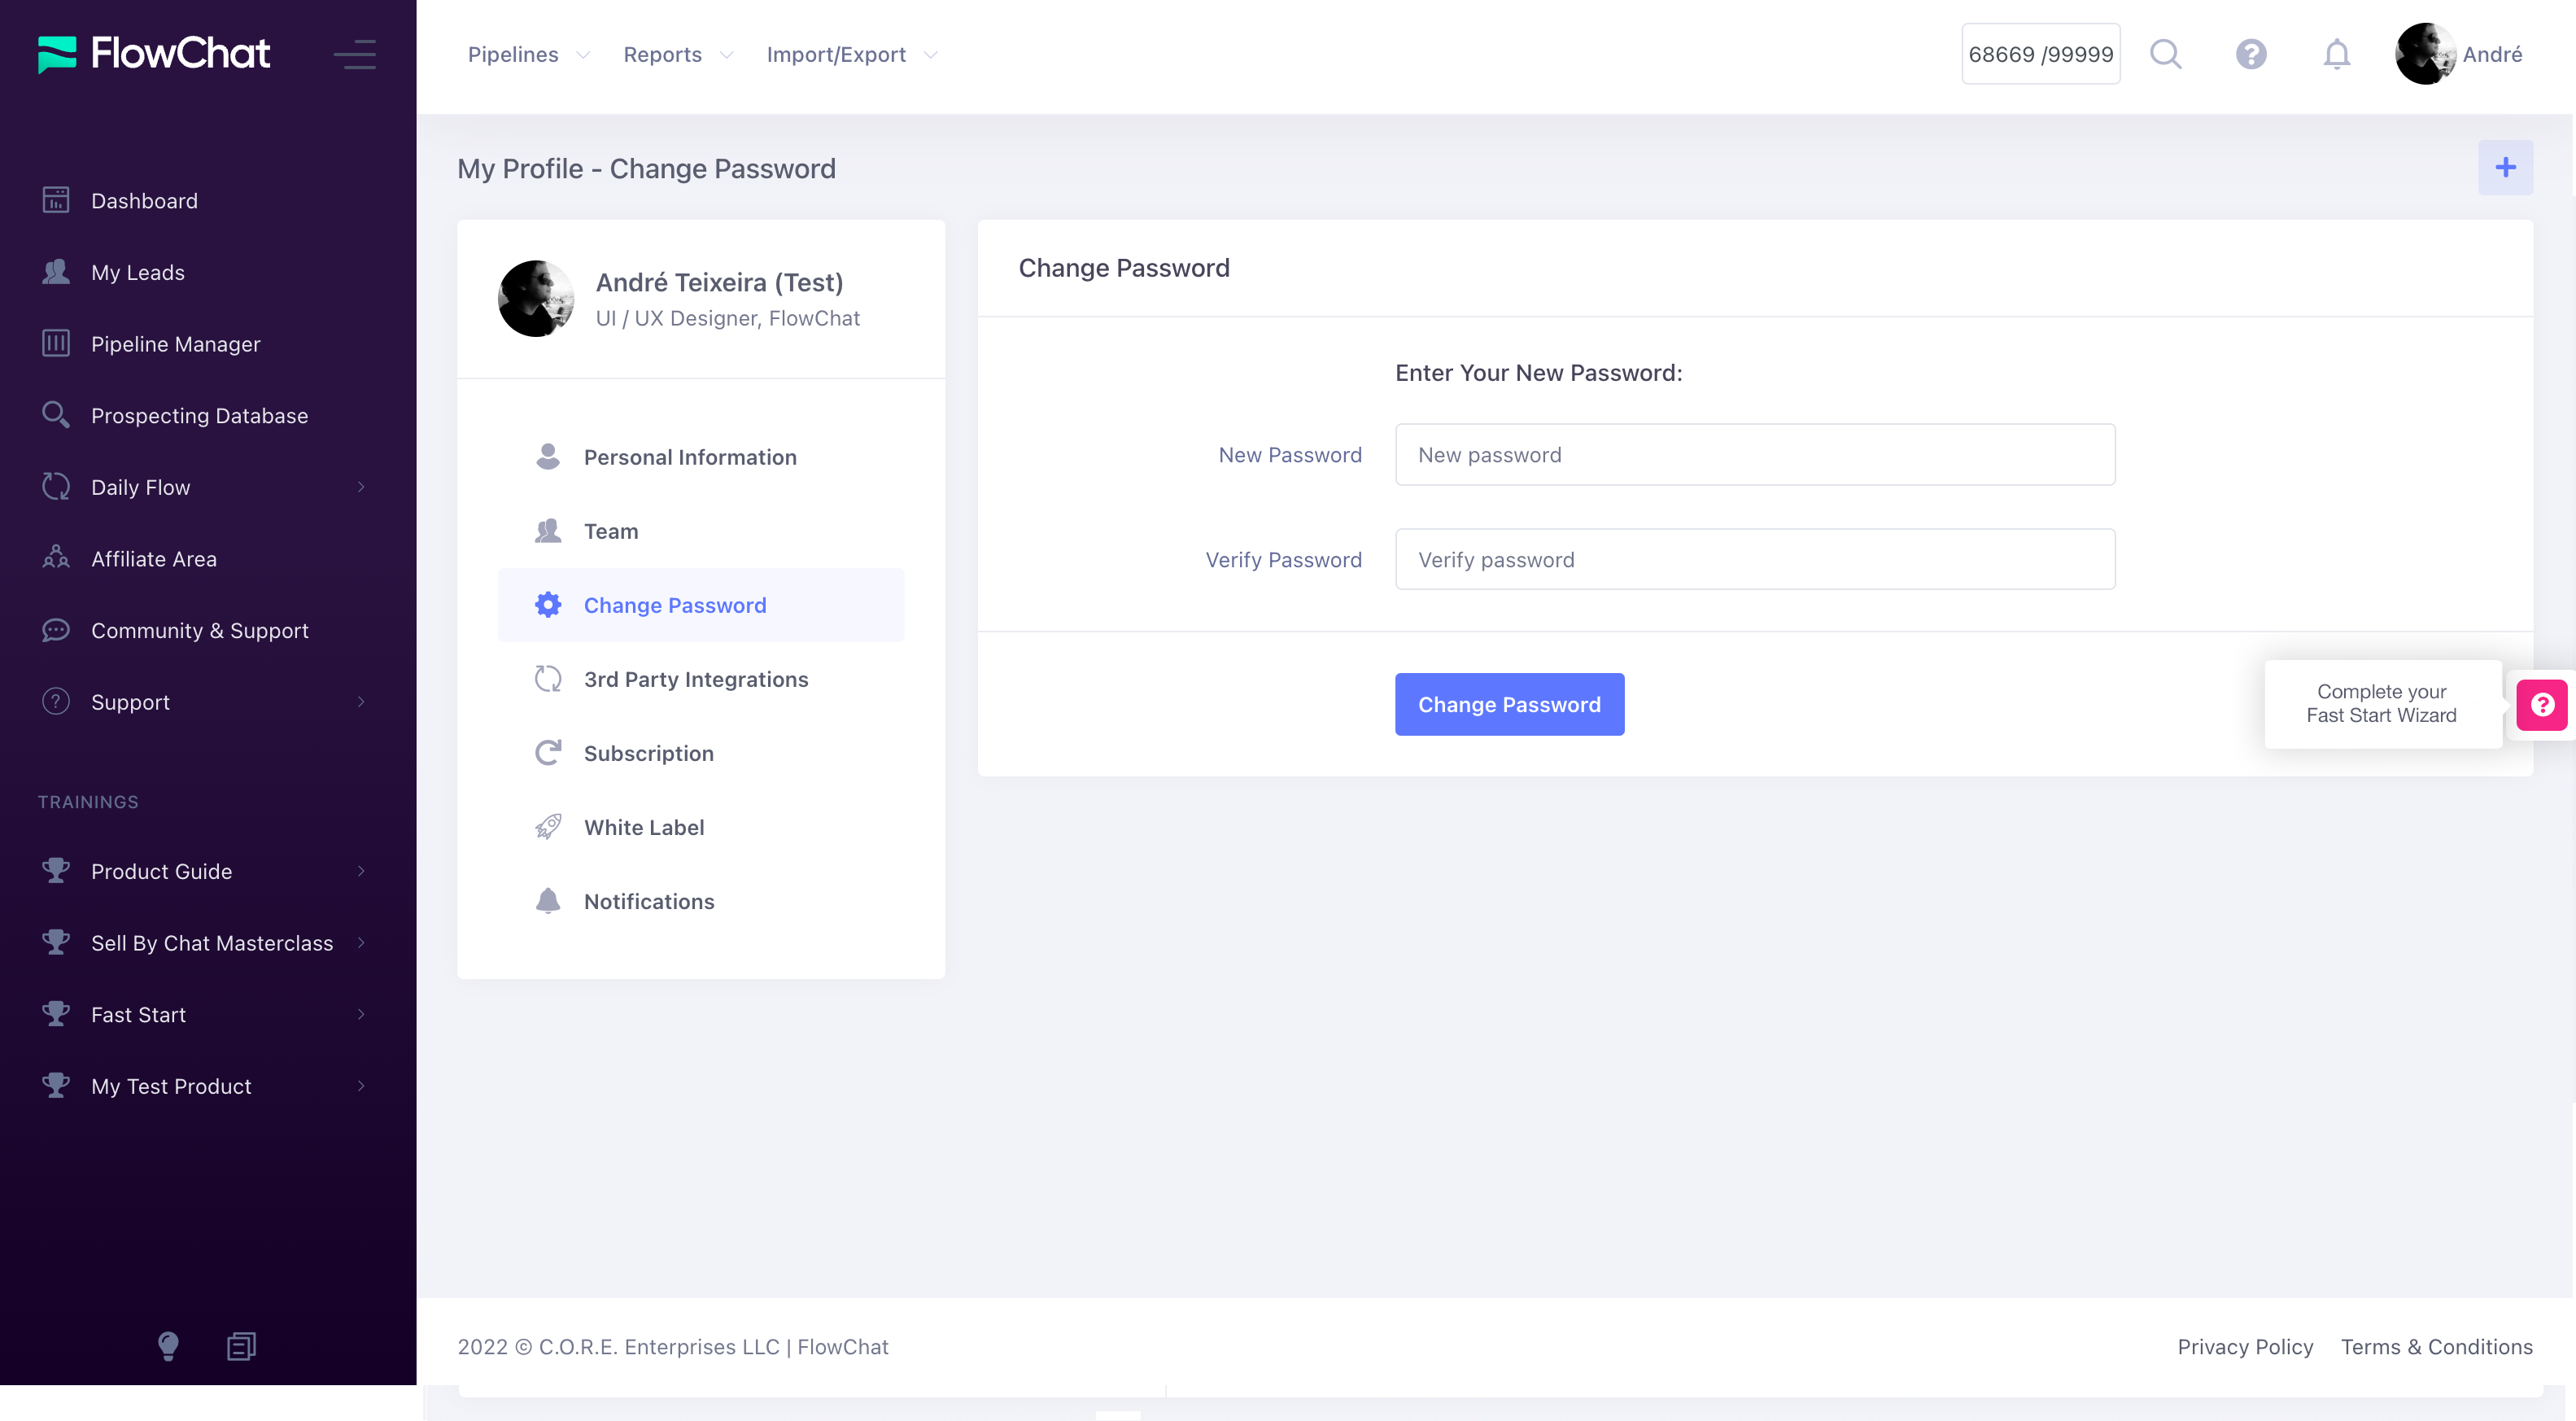 FlowChat
Pipelines
Reports
Import/Export
68669 /99999
André
Dashboard
My Leads
Pipeline Manager
Prospecting Database
Daily Flow
Affiliate Area
Community & Support
Support
TRAININGS
Product Guide
Sell By Chat Masterclass
Fast Start
My Test Product
My Profile - Change Password
André Teixeira (Test)
UI / UX Designer, FlowChat
Personal Information
Team
Change Password
3rd Party Integrations
Subscription
White Label
Notifications
Change Password
Enter Your New Password:
New Password
New password
Verify Password
Verify password
Change Password
Complete your
Fast Start Wizard
2022 © C.O.R.E. Enterprises LLC | FlowChat
Privacy Policy
Terms & Conditions